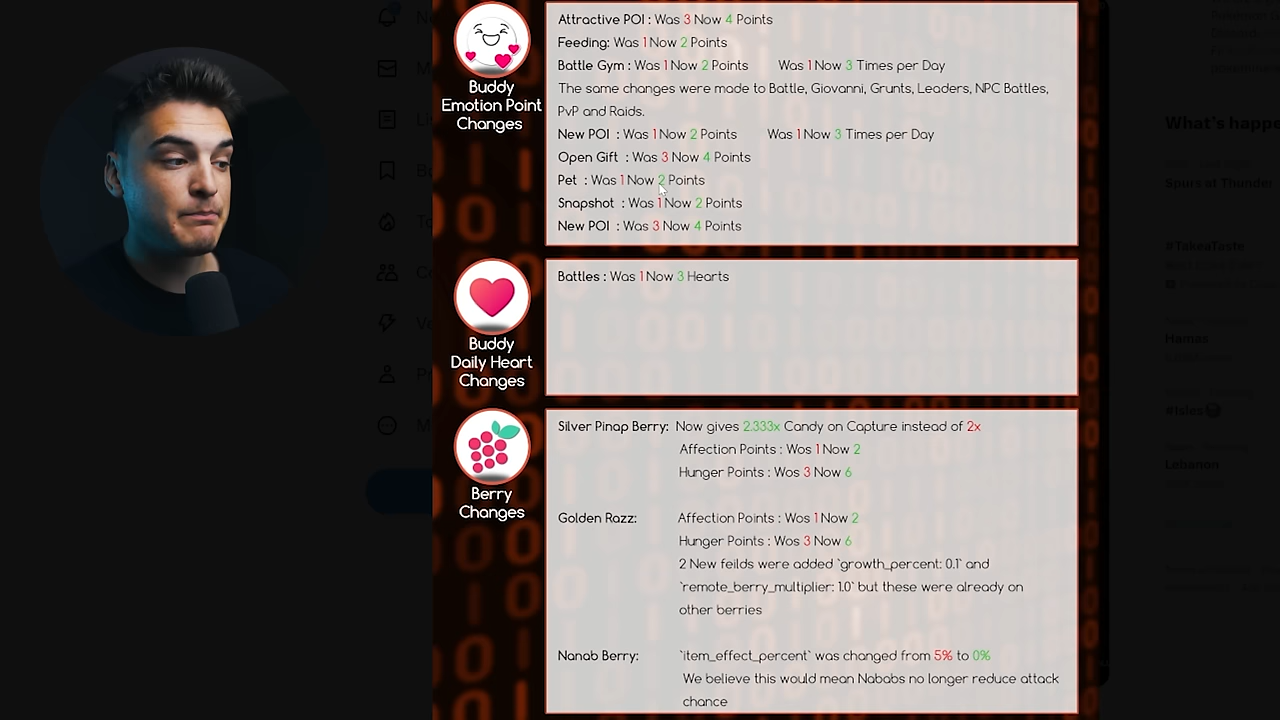 Buddy
Emotion Point
Changes
Attractive POI : Was 3 Now 4 Points
Feeding: Was 1 Now 2 Points
Battle Gym : Was 1 Now 2 Points Was 1 Now 3 Times per Day
The same changes were made to Battle, Giovanni, Grunts, Leaders, NPC Battles,
PvP and Raids.
New POI : Was 1 Now 2 Points Was 1 Now 3 Times per Day
Open Gift : Was 3 Now 4 Points
Pet : Was 1 Now 2 Points
Snapshot : Was 1 Now 2 Points
New POI : Was 3 Now 4 Points
Buddy
Daily Heart
Changes
Battles : Was 1 Now 3 Hearts
Berry
Changes
Silver Pinap Berry: Now gives 2.333x Candy on Capture instead of 2x
Affection Points : Wos 1 Now 2
Hunger Points : Wos 3 Now 6
Golden Razz: Affection Points : Wos 1 Now 2
Hunger Points : Wos 3 Now 6
2 New feilds were added `growth_percent: 0.1` and
`remote_berry_multiplier: 1.0` but these were already on
other berries
Nanab Berry: `item_effect_percent` was changed from 5% to 0%
We believe this would mean Nababs no longer reduce attack
chance
What's happe
Spurs at Thunder
#TakeaTaste
Hamas
#Isles
Lebanon